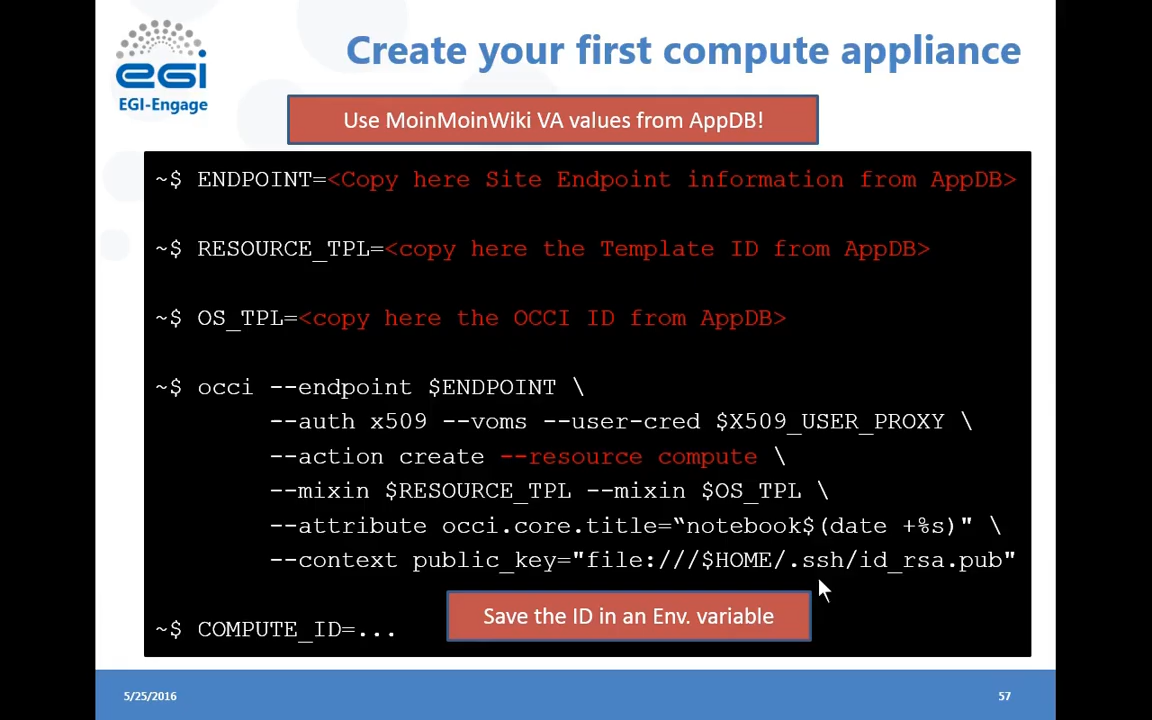 Create your first compute appliance
egi
EGI-Engage
Use MoinMoinWiki VA values from AppDB!
~$ ENDPOINT=<Copy here Site Endpoint information from AppDB>
~$ RESOURCE_TPL=<copy here the Template ID from AppDB>
~$ OS_TPL=<copy here the OCCI ID from AppDB>
~$ occi --endpoint $ENDPOINT \
--auth x509 --voms --user-cred $X509_USER_PROXY \
--action create --resource compute \
--mixin $RESOURCE_TPL --mixin $OS_TPL \
--attribute occi.core.title=“notebook$(date +%s)" \
--context public_key="file:///$HOME/.ssh/id_rsa.pub"
Save the ID in an Env. variable
~$ COMPUTE_ID=...
5/25/2016
57